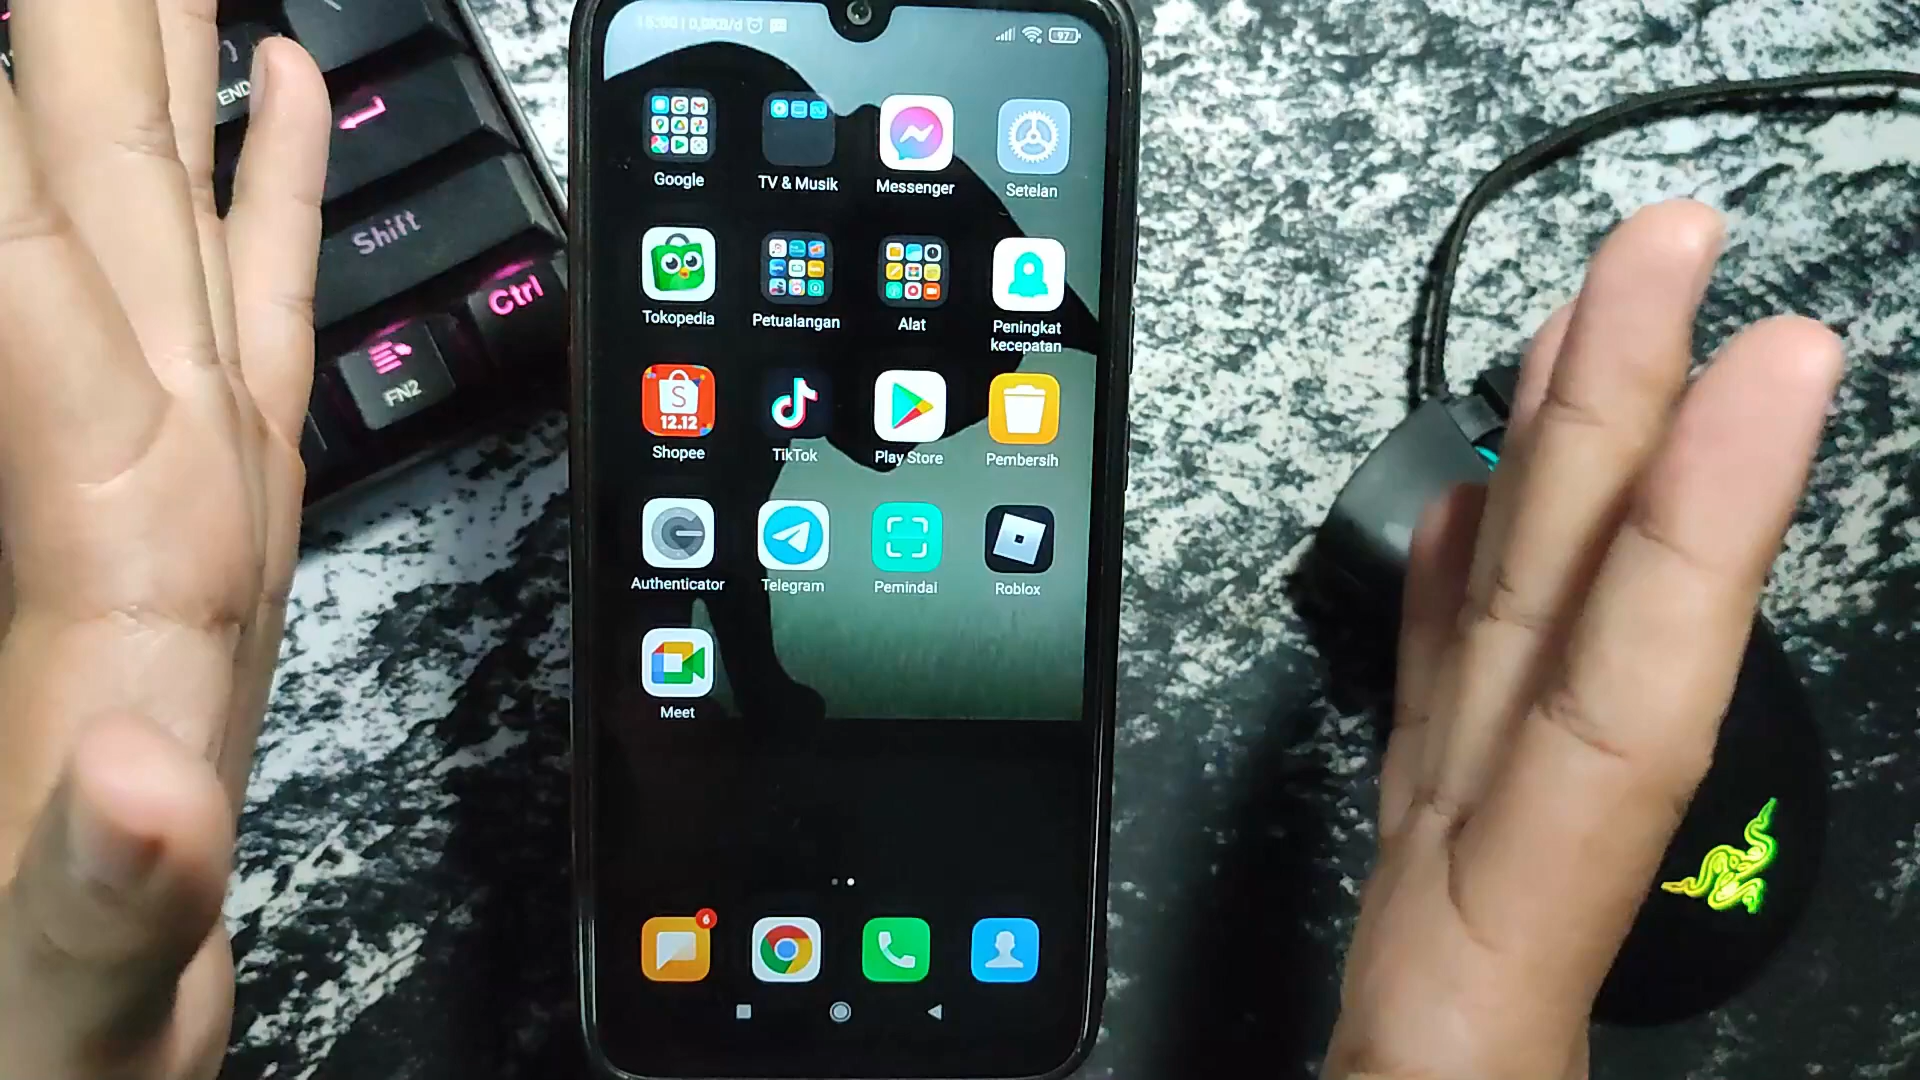 END
Shift
Ctrl
FN2
97
Google
TV & Musik
Messenger
Setelan
Tokopedia
Petualangan
Alat
Peningkat
kecepatan
S
12.12
Shopee
TikTok
Play Store
Pembersih
Authenticator
Telegram
Pemindai
Roblox
Meet
6